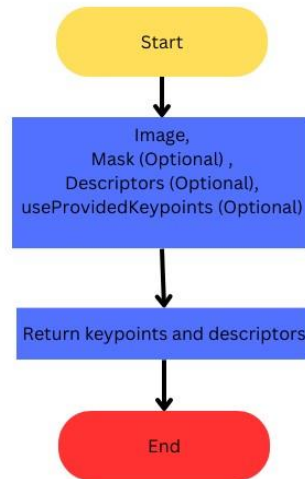 Start
Image,
Mask (Optional) ,
Descriptors (Optional),
useProvidedKeypoints (Optional)
Return keypoints and descriptors
End